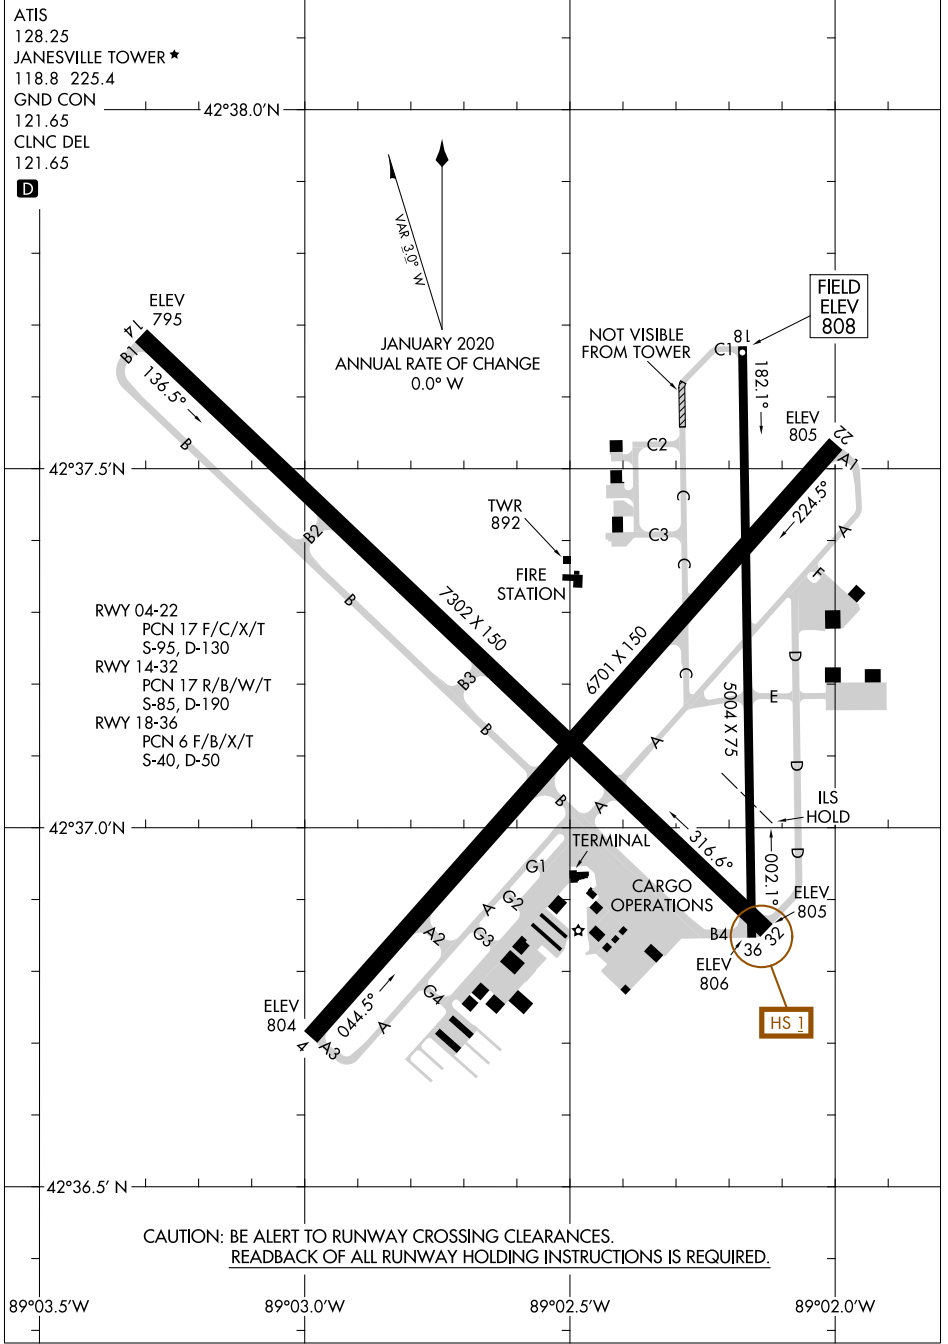 ATIS
128.25
JANESVILLE TOWER ★
118.8 225.4
GND CON
121.65
CLNC DEL
121.65
D
42°38.0'N
VAR 3.0° W
JANUARY 2020
ANNUAL RATE OF CHANGE
0.0° W
FIELD
ELEV
808
ELEV
795
14
B1
136.5°
B
NOT VISIBLE
FROM TOWER
C1
18
182.1°
ELEV
805
22
A1
224.5°
A
42°37.5'N
C2
C
C3
C
C
TWR
892
FIRE
STATION
F
B2
B
7302 X 150
B3
B
6701 X 150
D
E
5004 X 75
A
D
D
RWY 04-22
PCN 17 F/C/X/T
S-95, D-130
RWY 14-32
PCN 17 R/B/W/T
S-85, D-190
RWY 18-36
PCN 6 F/B/X/T
S-40, D-50
B
A
ILS
HOLD
42°37.0'N
TERMINAL
316.6°
002.1°
G1
G2
A
G3
A2
G4
CARGO
OPERATIONS
ELEV
805
B4
36
32
ELEV
806
HS 1
ELEV
804
044.5°
4
A3
A
42°36.5' N
CAUTION: BE ALERT TO RUNWAY CROSSING CLEARANCES.
READBACK OF ALL RUNWAY HOLDING INSTRUCTIONS IS REQUIRED.
89°03.5'W
89°03.0'W
89°02.5'W
89°02.0'W